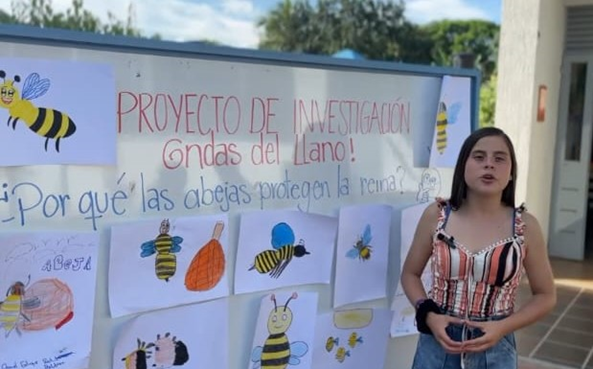 PROYECTO DE INVESTIGACIÓN
Ondas del Llano!
¿Por qué las abejas protegen la reina?
ABEJA